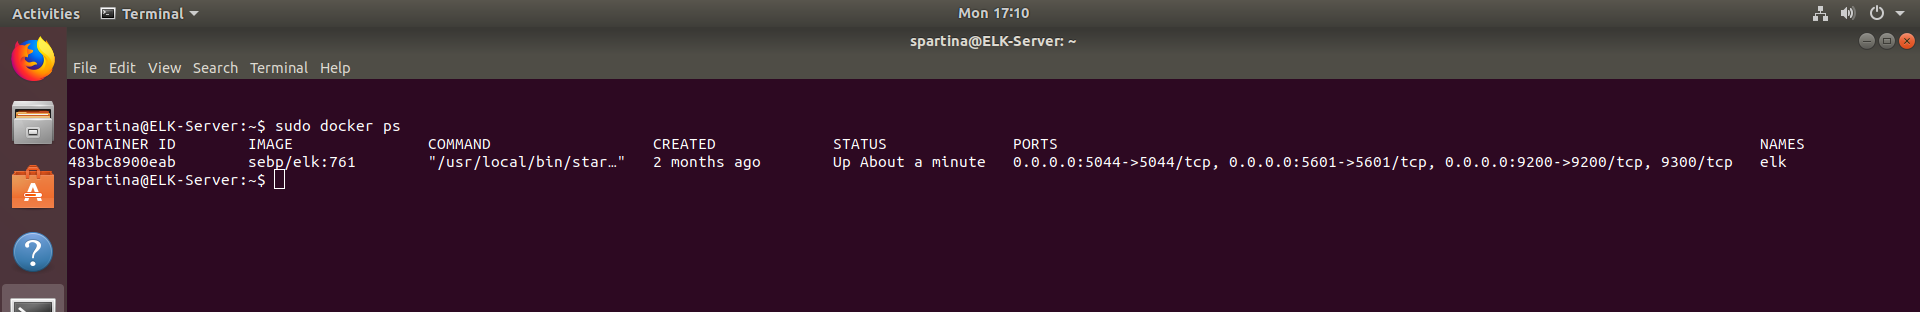 Activities Terminal Mon 17:10
spartina@ELK-Server: ~
File Edit View Search Terminal Help
spartina@ELK-Server:~$ sudo docker ps
CONTAINER ID IMAGE COMMAND CREATED STATUS PORTS NAMES
483bc8900eab sebp/elk:761 "/usr/local/bin/star…" 2 months ago Up About a minute 0.0.0.0:5044->5044/tcp, 0.0.0.0:5601->5601/tcp, 0.0.0.0:9200->9200/tcp, 9300/tcp elk
spartina@ELK-Server:~$